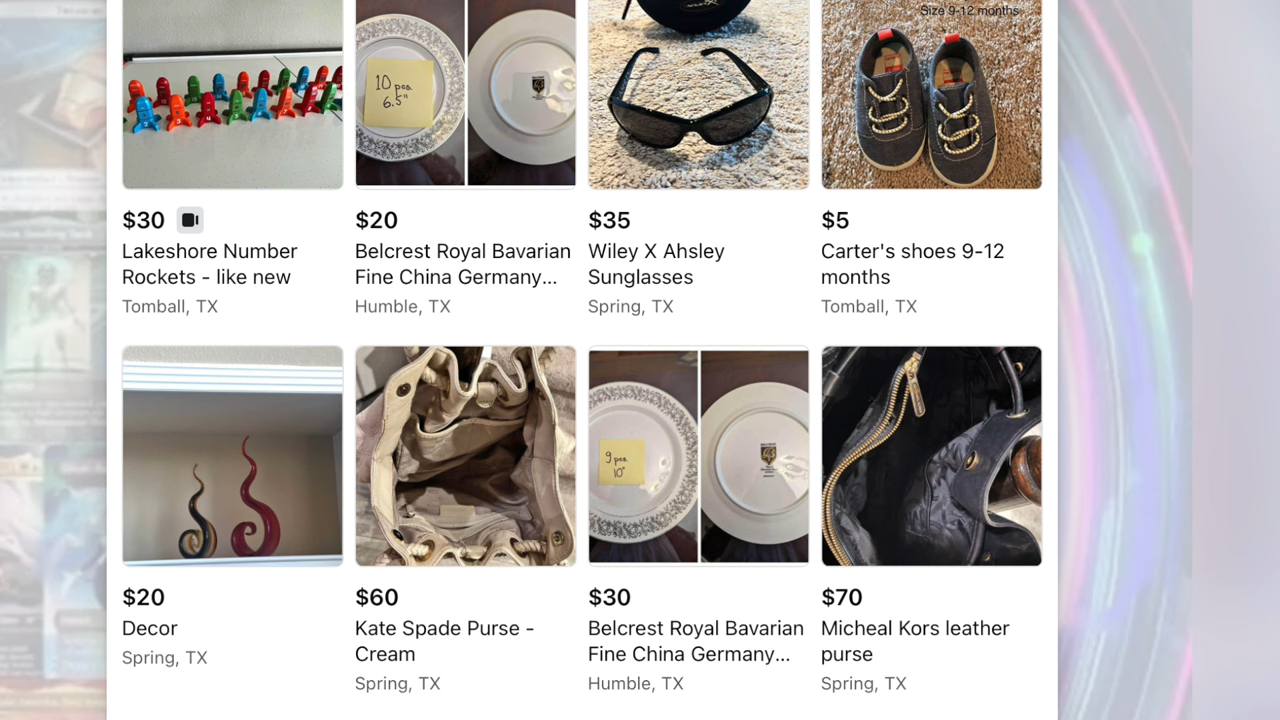 Size 9-12 months
10 pcs.
6.5"
$30
Lakeshore Number
Rockets - like new
Tomball, TX
$20
Belcrest Royal Bavarian
Fine China Germany...
Humble, TX
$35
Wiley X Ahsley
Sunglasses
Spring, TX
$5
Carter's shoes 9-12
months
Tomball, TX
9 pcs.
10"
BELCREST
$20
Decor
Spring, TX
$60
Kate Spade Purse -
Cream
Spring, TX
$30
Belcrest Royal Bavarian
Fine China Germany...
Humble, TX
$70
Micheal Kors leather
purse
Spring, TX